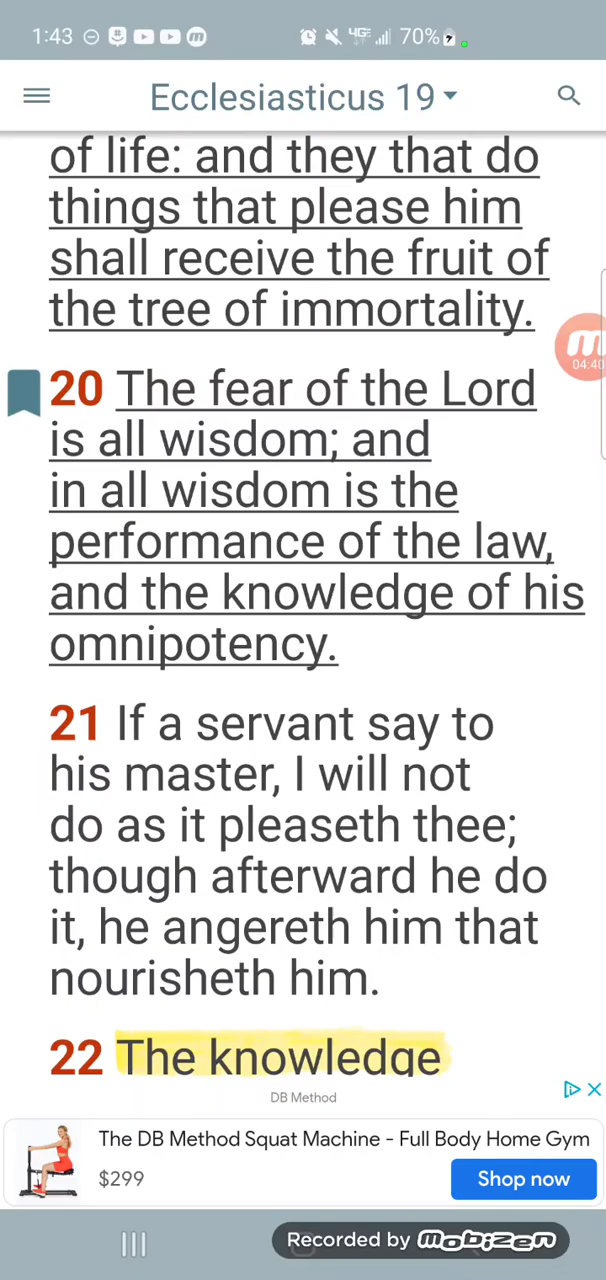 1:43 4G 70%
Ecclesiasticus 19
of life: and they that do
things that please him
shall receive the fruit of
the tree of immortality.
04:40
20 The fear of the Lord
is all wisdom; and
in all wisdom is the
performance of the law,
and the knowledge of his
omnipotency.
21 If a servant say to
his master, I will not
do as it pleaseth thee;
though afterward he do
it, he angereth him that
nourisheth him.
22 The knowledge
DB Method
The DB Method Squat Machine - Full Body Home Gym
$299
Shop now
Recorded by mobizen